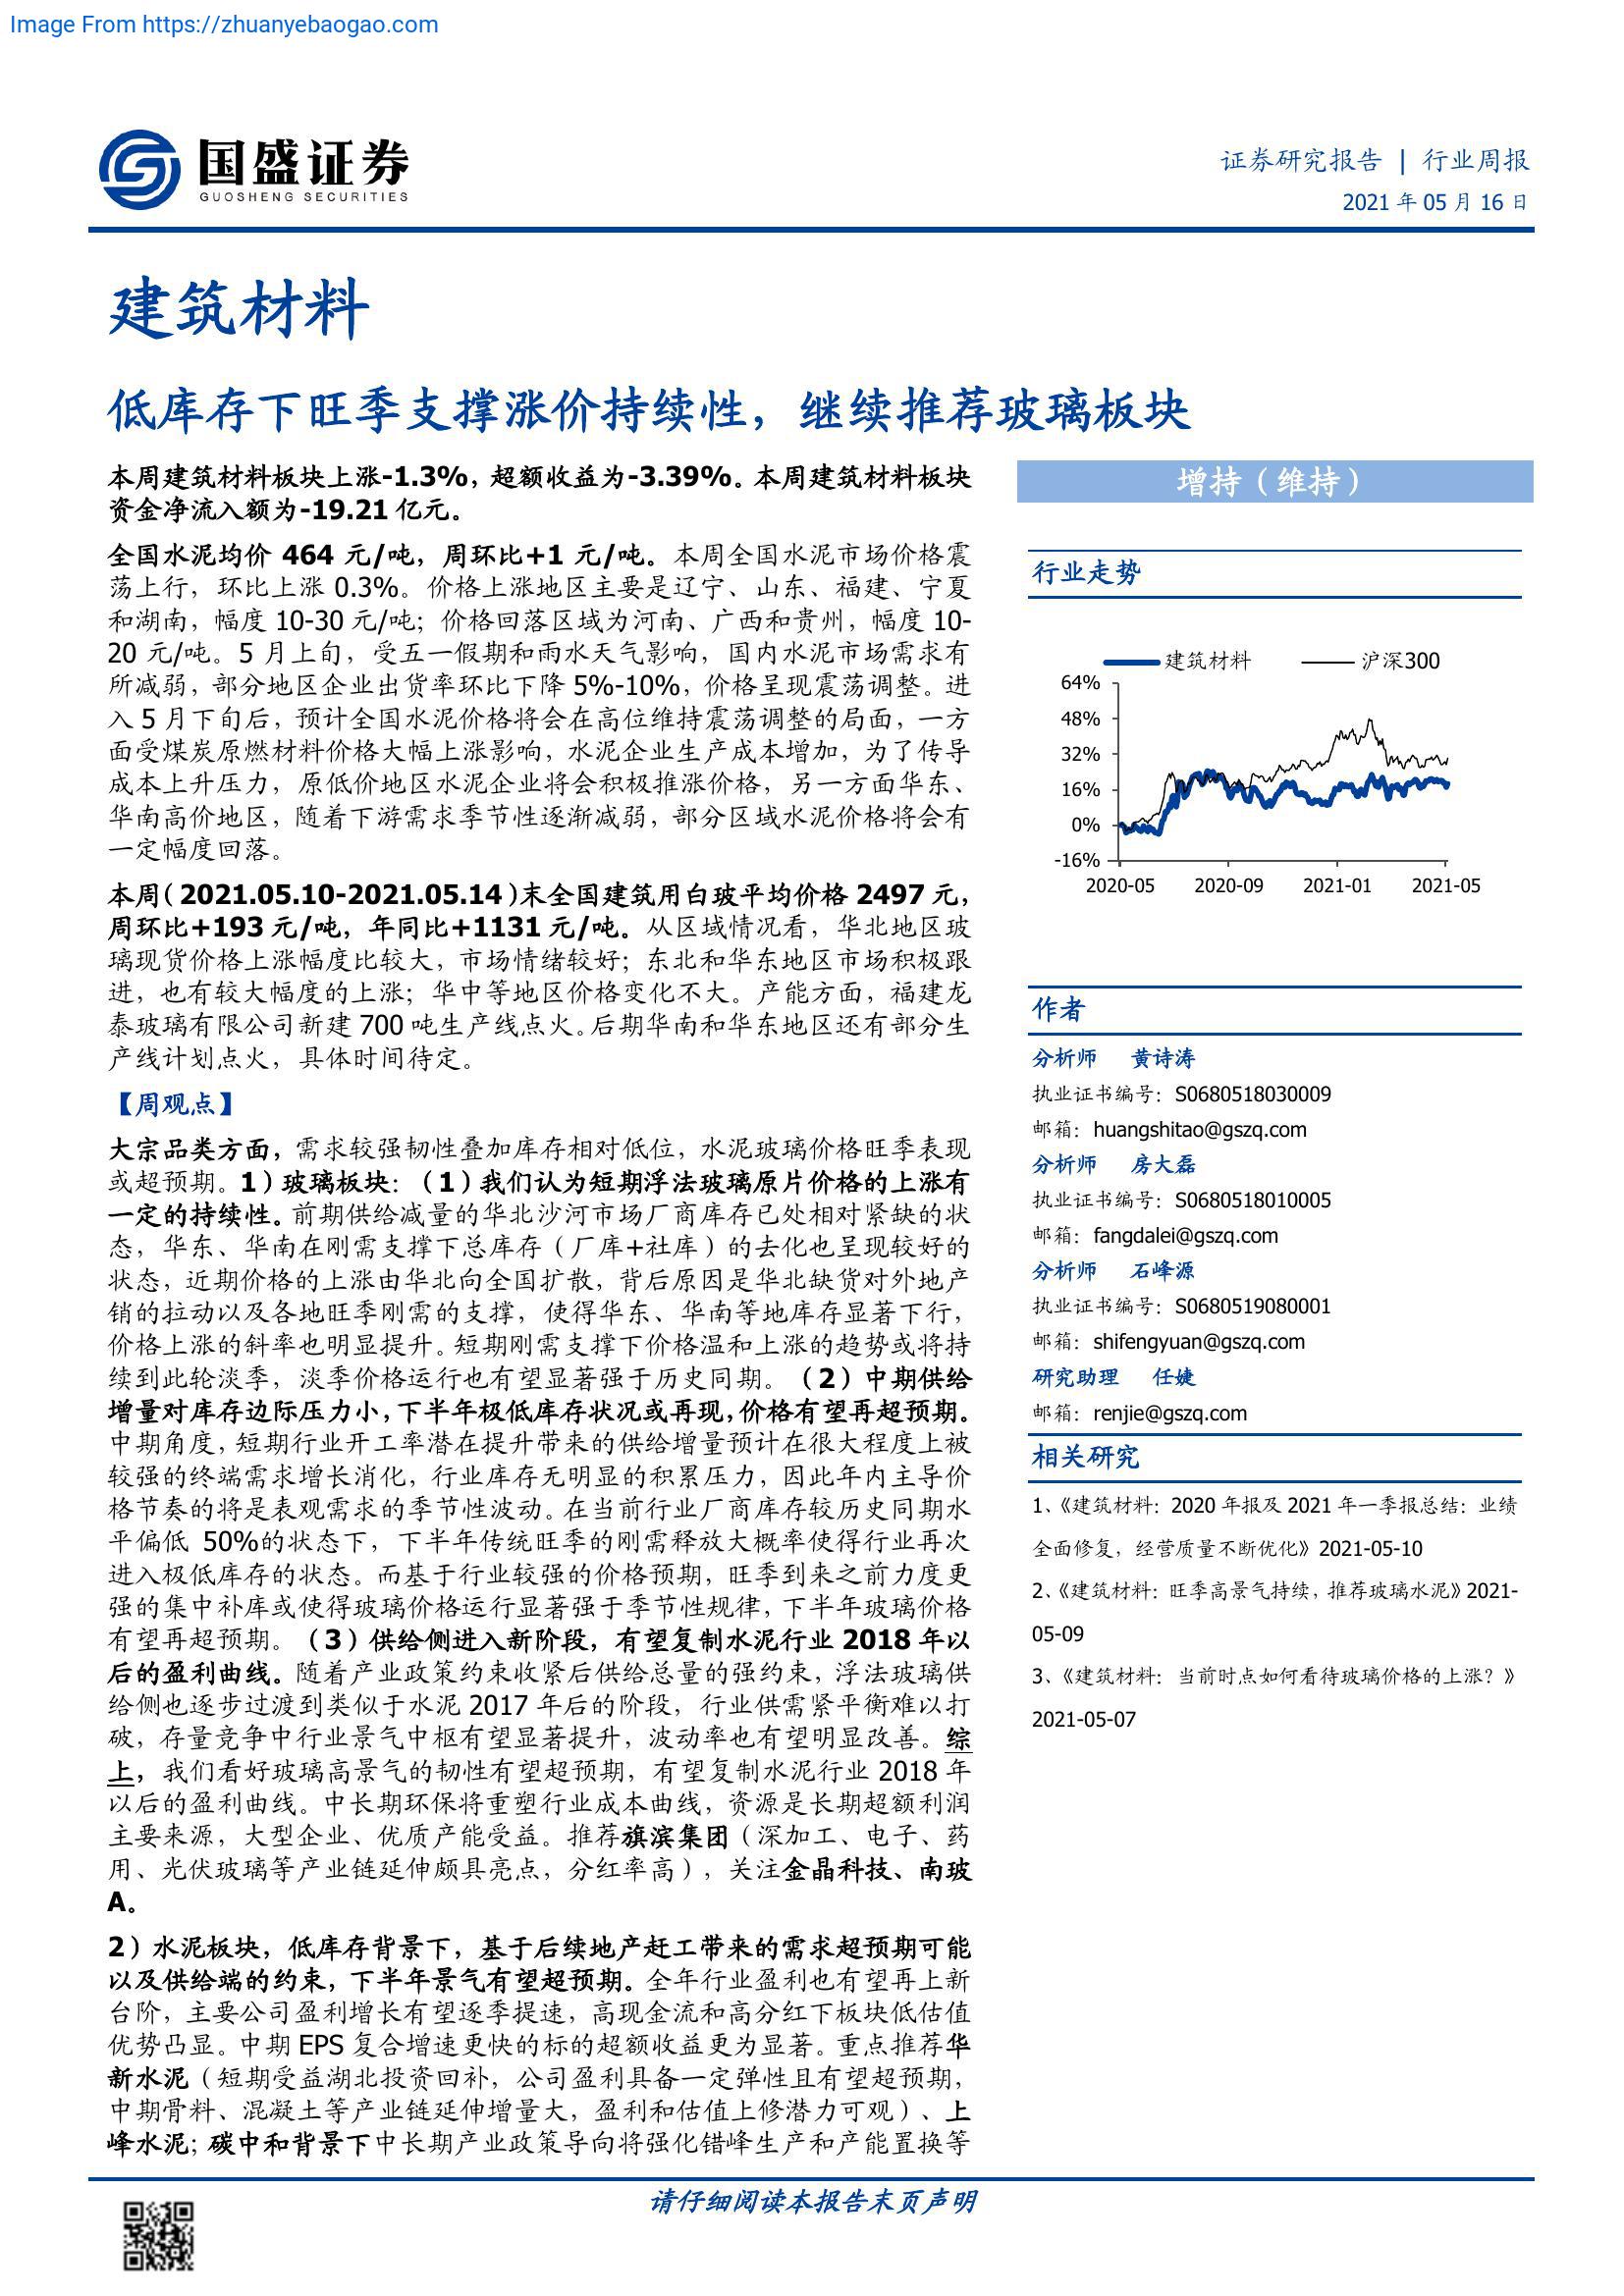 Image From https://zhuanyebaogao.com
国盛证券
GUOSHENG SECURITIES
证券研究报告 | 行业周报
2021 年 05 月 16 日
建筑材料
低库存下旺季支撑涨价持续性，继续推荐玻璃板块
本周建筑材料板块上涨-1.3%，超额收益为-3.39%。本周建筑材料板块
资金净流入额为-19.21 亿元。
全国水泥均价 464 元/吨，周环比+1 元/吨。本周全国水泥市场价格震
荡上行，环比上涨 0.3%。价格上涨地区主要是辽宁、山东、福建、宁夏
和湖南，幅度 10-30 元/吨；价格回落区域为河南、广西和贵州，幅度 10-
20 元/吨。5 月上旬，受五一假期和雨水天气影响，国内水泥市场需求有
所减弱，部分地区企业出货率环比下降 5%-10%，价格呈现震荡调整。进
入 5 月下旬后，预计全国水泥价格将会在高位维持震荡调整的局面，一方
面受煤炭原燃材料价格大幅上涨影响，水泥企业生产成本增加，为了传导
成本上升压力，原低价地区水泥企业将会积极推涨价格，另一方面华东、
华南高价地区，随着下游需求季节性逐渐减弱，部分区域水泥价格将会有
一定幅度回落。
本周（2021.05.10-2021.05.14）末全国建筑用白玻平均价格 2497 元，
周环比+193 元/吨，年同比+1131 元/吨。从区域情况看，华北地区玻
璃现货价格上涨幅度比较大，市场情绪较好；东北和华东地区市场积极跟
进，也有较大幅度的上涨；华中等地区价格变化不大。产能方面，福建龙
泰玻璃有限公司新建 700 吨生产线点火。后期华南和华东地区还有部分生
产线计划点火，具体时间待定。
【周观点】
大宗品类方面，需求较强韧性叠加库存相对低位，水泥玻璃价格旺季表现
或超预期。1）玻璃板块：（1）我们认为短期浮法玻璃原片价格的上涨有
一定的持续性。前期供给减量的华北沙河市场厂商库存已处相对紧缺的状
态，华东、华南在刚需支撑下总库存（厂库+社库）的去化也呈现较好的
状态，近期价格的上涨由华北向全国扩散，背后原因是华北缺货对外地产
销的拉动以及各地旺季刚需的支撑，使得华东、华南等地库存显著下行，
价格上涨的斜率也明显提升。短期刚需支撑下价格温和上涨的趋势或将持
续到此轮淡季，淡季价格运行也有望显著强于历史同期。（2）中期供给
增量对库存边际压力小，下半年极低库存状况或再现，价格有望再超预期。
中期角度，短期行业开工率潜在提升带来的供给增量预计在很大程度上被
较强的终端需求增长消化，行业库存无明显的积累压力，因此年内主导价
格节奏的将是表观需求的季节性波动。在当前行业厂商库存较历史同期水
平偏低 50%的状态下，下半年传统旺季的刚需释放大概率使得行业再次
进入极低库存的状态。而基于行业较强的价格预期，旺季到来之前力度更
强的集中补库或使得玻璃价格运行显著强于季节性规律，下半年玻璃价格
有望再超预期。（3）供给侧进入新阶段，有望复制水泥行业 2018 年以
后的盈利曲线。随着产业政策约束收紧后供给总量的强约束，浮法玻璃供
给侧也逐步过渡到类似于水泥 2017 年后的阶段，行业供需紧平衡难以打
破，存量竞争中行业景气中枢有望显著提升，波动率也有望明显改善。综
上，我们看好玻璃高景气的韧性有望超预期，有望复制水泥行业 2018 年
以后的盈利曲线。中长期环保将重塑行业成本曲线，资源是长期超额利润
主要来源，大型企业、优质产能受益。推荐旗滨集团（深加工、电子、药
用、光伏玻璃等产业链延伸颇具亮点，分红率高），关注金晶科技、南玻
A。
2）水泥板块，低库存背景下，基于后续地产赶工带来的需求超预期可能
以及供给端的约束，下半年景气有望超预期。全年行业盈利也有望再上新
台阶，主要公司盈利增长有望逐季提速，高现金流和高分红下板块低估值
优势凸显。中期 EPS 复合增速更快的标的超额收益更为显著。重点推荐华
新水泥（短期受益湖北投资回补，公司盈利具备一定弹性且有望超预期，
中期骨料、混凝土等产业链延伸增量大，盈利和估值上修潜力可观）、上
峰水泥；碳中和背景下中长期产业政策导向将强化错峰生产和产能置换等
增持（维持）
行业走势
建筑材料 沪深300
64%
48%
32%
16%
0%
-16%
2020-05 2020-09 2021-01 2021-05
作者
分析师 黄诗涛
执业证书编号：S0680518030009
邮箱：huangshitao@gszq.com
分析师 房大磊
执业证书编号：S0680518010005
邮箱：fangdalei@gszq.com
分析师 石峰源
执业证书编号：S0680519080001
邮箱：shifengyuan@gszq.com
研究助理 任婕
邮箱：renjie@gszq.com
相关研究
1、《建筑材料：2020 年报及 2021 年一季报总结：业绩
全面修复，经营质量不断优化》2021-05-10
2、《建筑材料：旺季高景气持续，推荐玻璃水泥》2021-
05-09
3、《建筑材料：当前时点如何看待玻璃价格的上涨？》
2021-05-07
请仔细阅读本报告末页声明